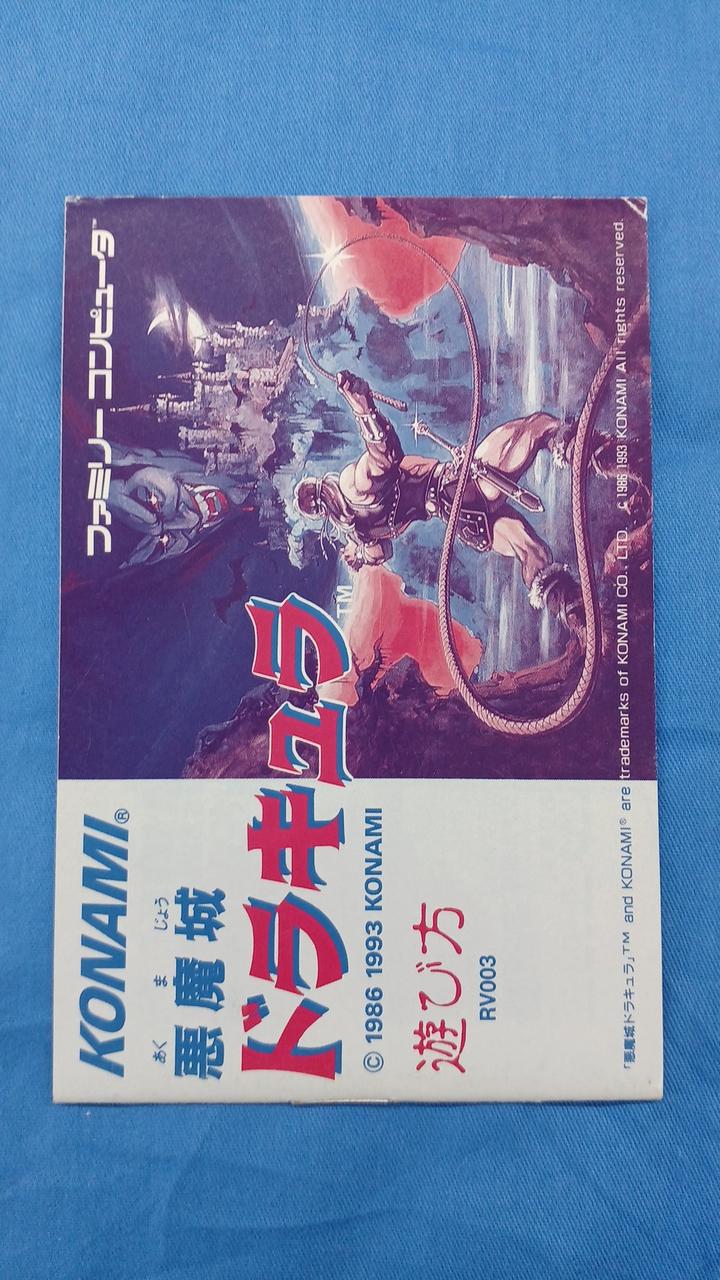 KONAMI®
ファミリー コンピュータ™
あく ま じょう
悪魔城
ドラキュラ™
© 1986 1993 KONAMI
遊び方
RV003
「悪魔城ドラキュラ」™ and KONAMI® are trademarks of KONAMI CO., LTD. © 1986 1993 KONAMI All rights reserved.